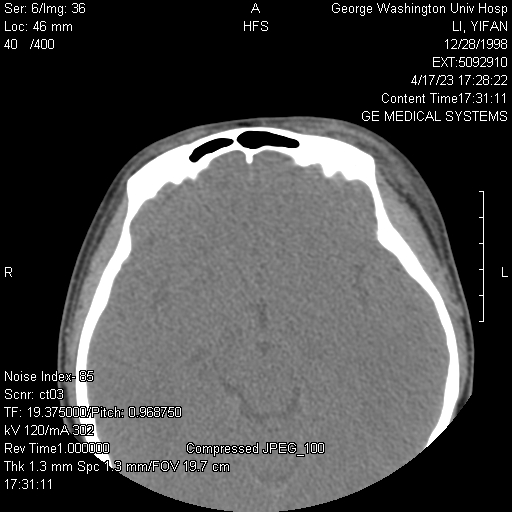 Ser: 6/Img: 36
Loc: 46 mm
40 /400
A
HFS
George Washington Univ Hosp
LI, YIFAN
12/28/1998
EXT:5092910
4/17/23 17:28:22
Content Time17:31:11
GE MEDICAL SYSTEMS
R
L
Noise Index- 85
Scnr: ct03
TF: 19.375000/Pitch: 0.968750
kV 120/mA 302
Rev Time1.000000
Compressed JPEG_100
Thk 1.3 mm Spc 1.3 mm/FOV 19.7 cm
17:31:11